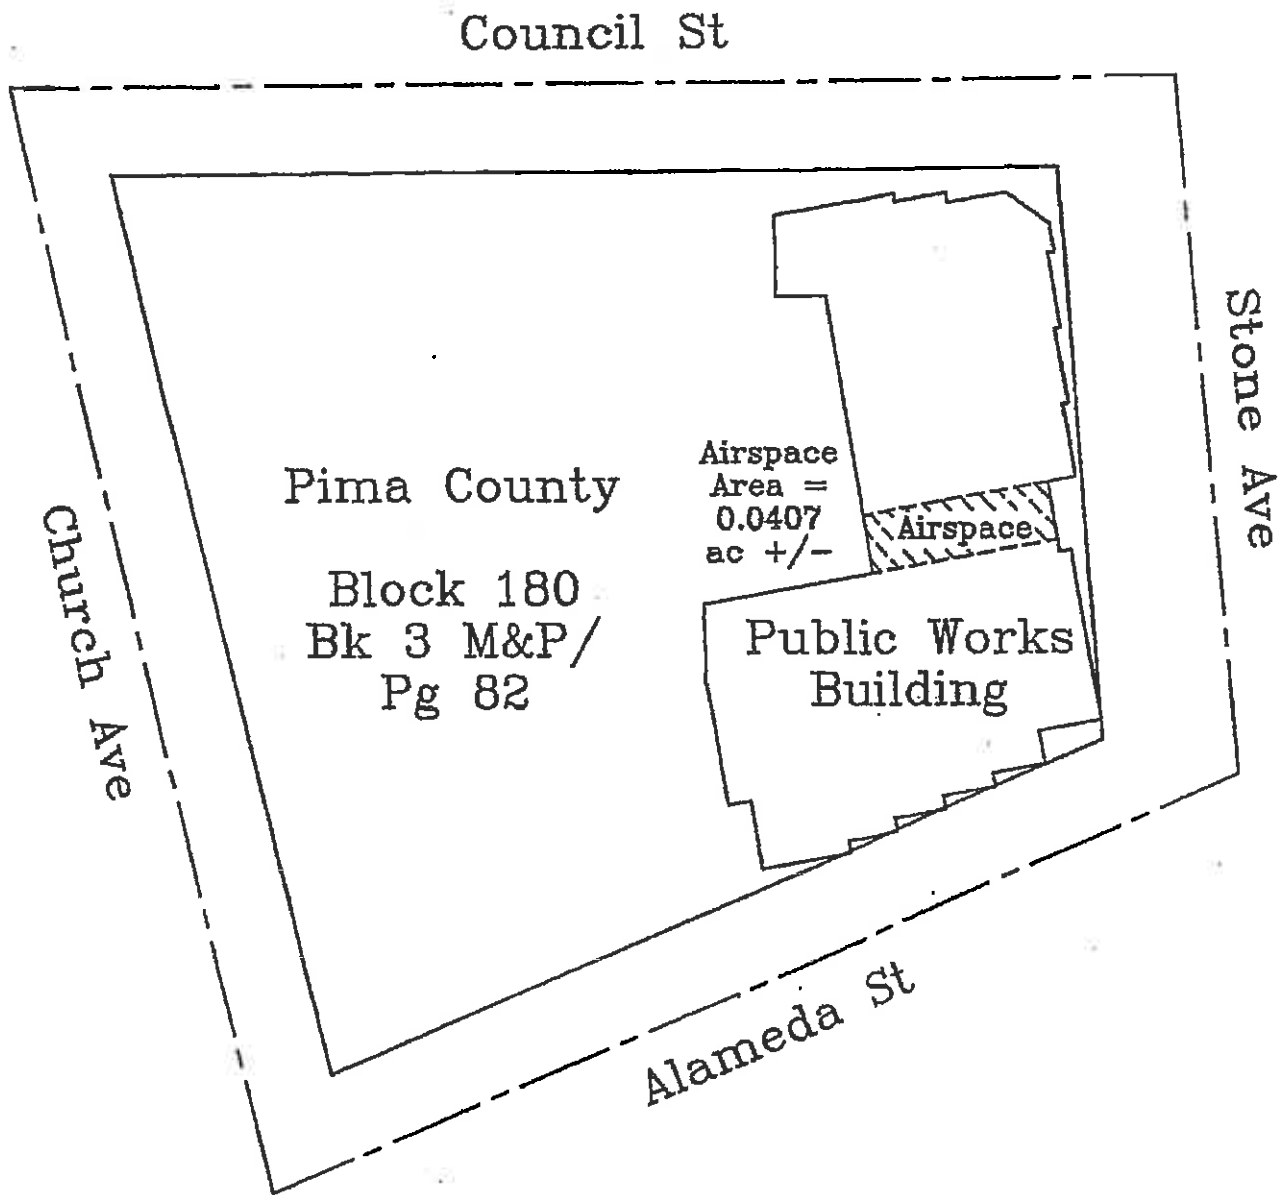 Council St
Stone Ave
Airspace
Area =
0.0407
ac +/-
Airspace
Pima County
Block 180
Bk 3 M&P/
Pg 82
Public Works
Building
Church Ave
Alameda St